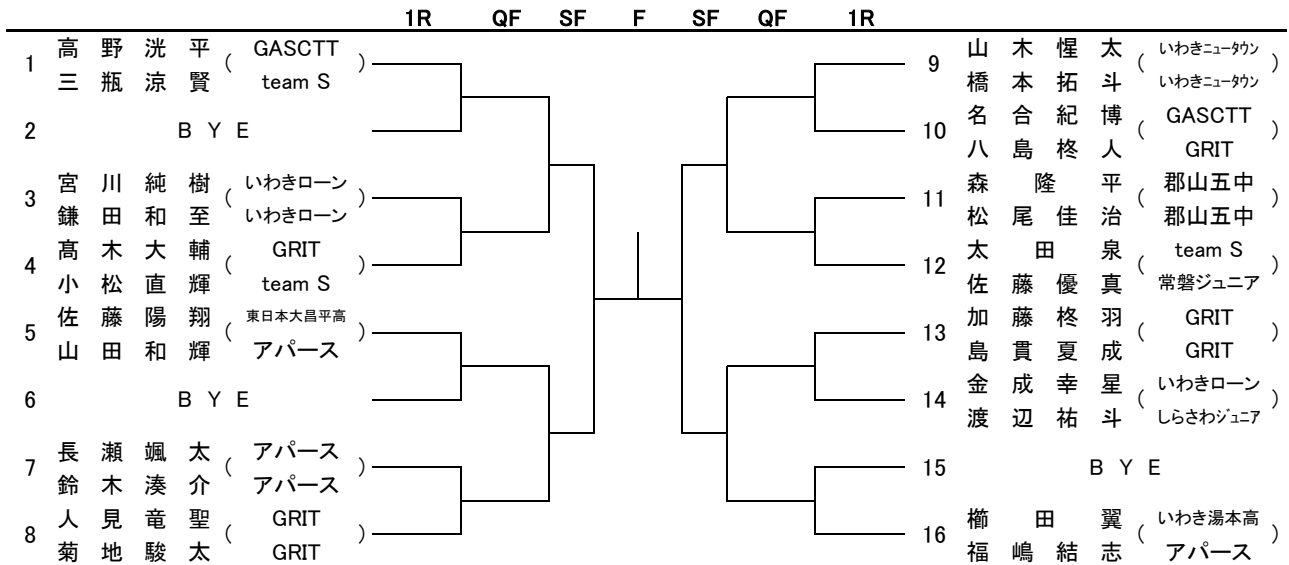 1R QF SF F SF QF 1R
1 高野洸平 ( GASCTT )
三瓶涼賢 team S
2 BYE
3 宮川純樹 ( いわきローン )
鎌田和至 いわきローン
4 髙木大輔 ( GRIT )
小松直輝 team S
5 佐藤陽翔 ( 東日本大昌平高 )
山田和輝 アパース
6 BYE
7 長瀬颯太 ( アパース )
鈴木湊介 アパース
8 人見竜聖 ( GRIT )
菊地駿太 GRIT
9 山木惺太 ( いわきニュータウン )
橋本拓斗 いわきニュータウン
10 名合紀博 ( GASCTT )
八島柊人 GRIT
11 森隆平 ( 郡山五中 )
松尾佳治 郡山五中
12 太田泉 ( team S )
佐藤優真 常磐ジュニア
13 加藤柊羽 ( GRIT )
島貫夏成 GRIT
14 金成幸星 ( いわきローン )
渡辺祐斗 しらさわジュニア
15 BYE
16 櫛田翼 ( いわき湯本高 )
福嶋結志 アパース